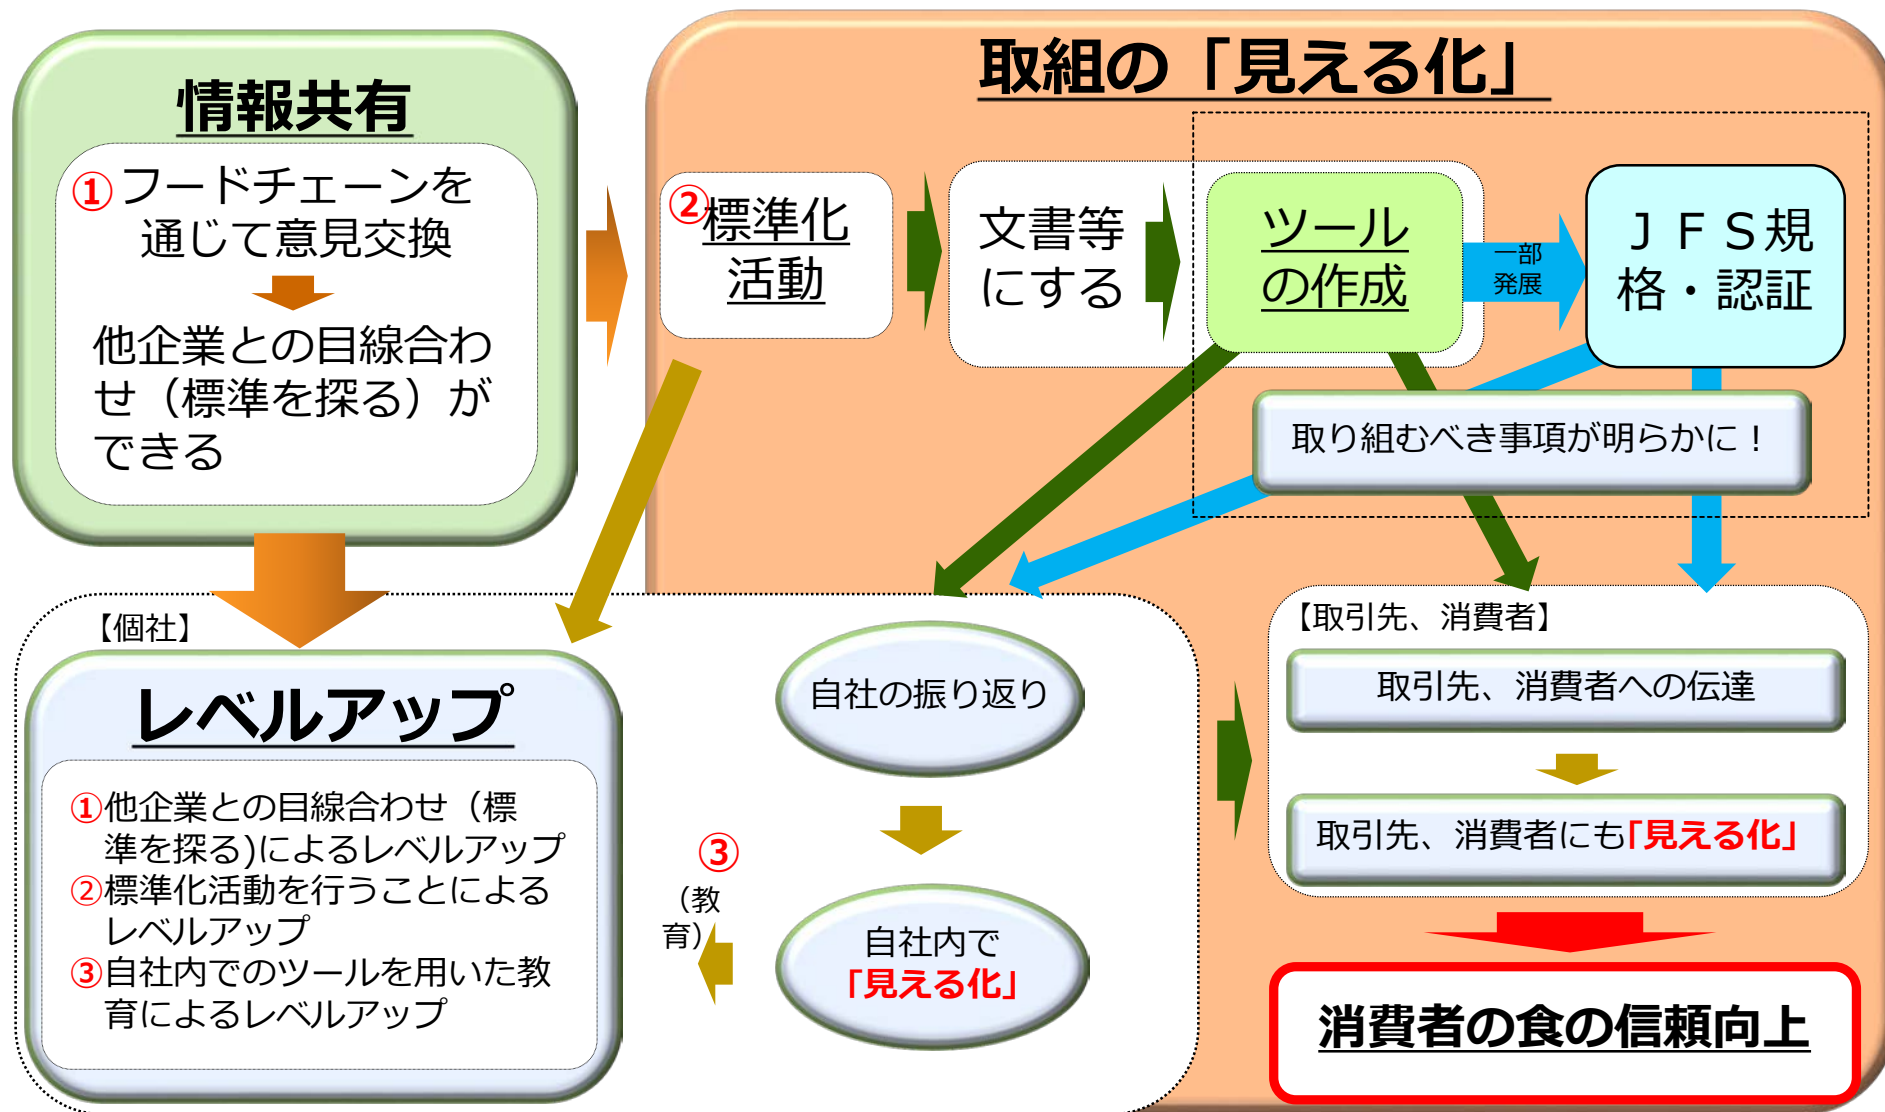 情報共有
①フードチェーンを
通じて意見交換
他企業との目線合わ
せ（標準を探る）が
できる
取組の「見える化」
②標準化
活動
文書等
にする
ツール
の作成
一部
発展
ＪＦＳ規
格・認証
取り組むべき事項が明らかに！
【個社】
レベルアップ
①他企業との目線合わせ（標
準を探る)によるレベルアップ
②標準化活動を行うことによる
レベルアップ
③自社内でのツールを用いた教
育によるレベルアップ
自社の振り返り
③
（教
育）
自社内で
「見える化」
【取引先、消費者】
取引先、消費者への伝達
取引先、消費者にも「見える化」
消費者の食の信頼向上